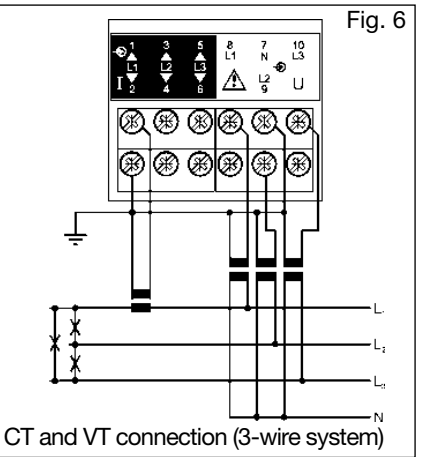 Fig. 6
1 3 5 8 7 10
L1 N L3
L1 L2 L3
L2
I 2 4 6 9 U
L₁
L₂
L₃
N
CT and VT connection (3-wire system)